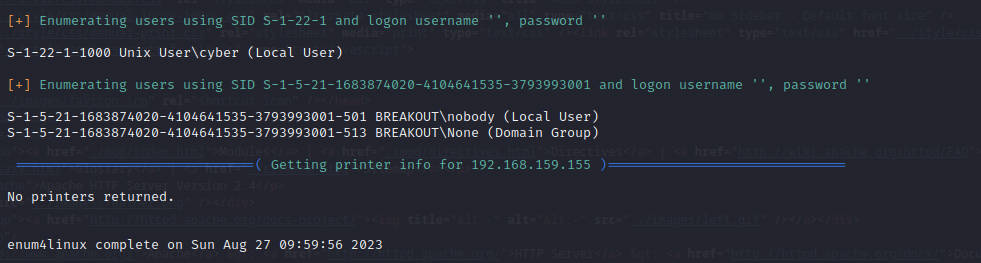 [+] Enumerating users using SID S-1-22-1 and logon username '', password ''
S-1-22-1-1000 Unix User\cyber (Local User)
[+] Enumerating users using SID S-1-5-21-1683874020-4104641535-3793993001 and logon username '', password ''
S-1-5-21-1683874020-4104641535-3793993001-501 BREAKOUT\nobody (Local User)
S-1-5-21-1683874020-4104641535-3793993001-513 BREAKOUT\None (Domain Group)
==============================( Getting printer info for 192.168.159.155 )==============================
No printers returned.
enum4linux complete on Sun Aug 27 09:59:56 2023